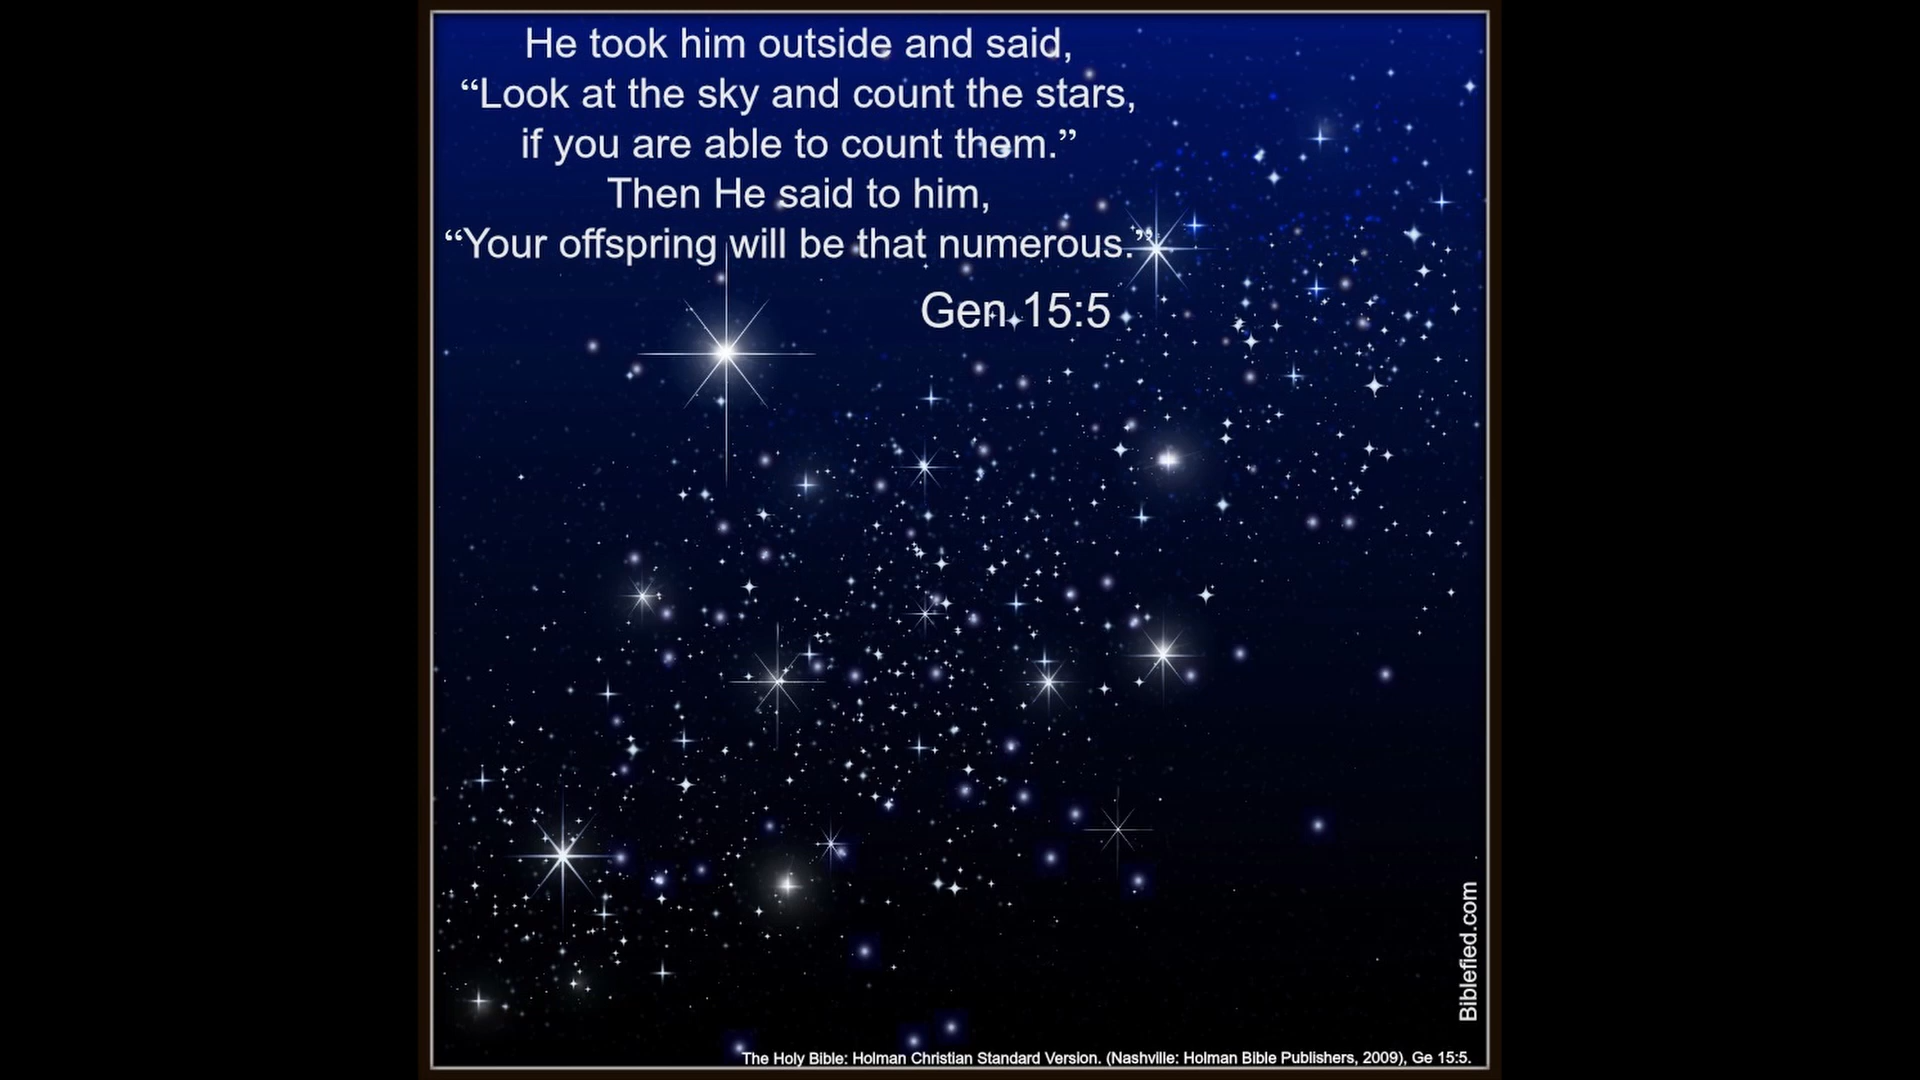 He took him outside and said,
“Look at the sky and count the stars,
if you are able to count them.”
Then He said to him,
“Your offspring will be that numerous.”
Gen 15:5
Biblefied.com
The Holy Bible: Holman Christian Standard Version. (Nashville: Holman Bible Publishers, 2009), Ge 15:5.